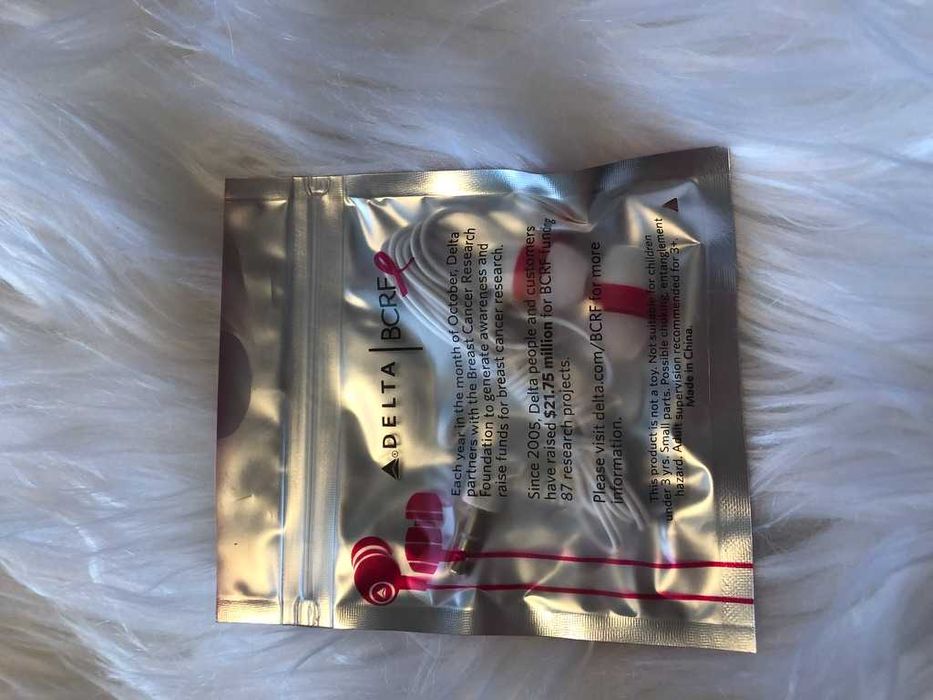 DELTA | BCRF
Each year in the month of October, Delta
partners with the Breast Cancer Research
Foundation to generate awareness and
raise funds for breast cancer research.
Since 2005, Delta people and customers
have raised $21.75 million for BCRF funding
87 research projects.
Please visit delta.com/BCRF for more
information.
This product is not a toy. Not suitable for children
under 3 yrs. Small parts. Possible choking, entanglement
hazard. Adult supervision recommended for 3+.
Made in China.